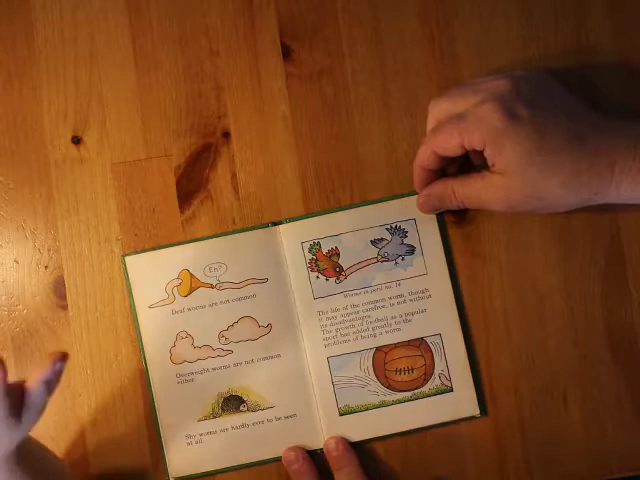 Eh?
Deaf worms are not common
Overweight worms are not common
either.
Shy worms are hardly ever to be seen
at all.
Worms in peril no. 14
The life of the common worm, though
it may appear carefree, is not without
its disadvantages.
The growth of football as a popular
sport has added greatly to the
problems of being a worm.